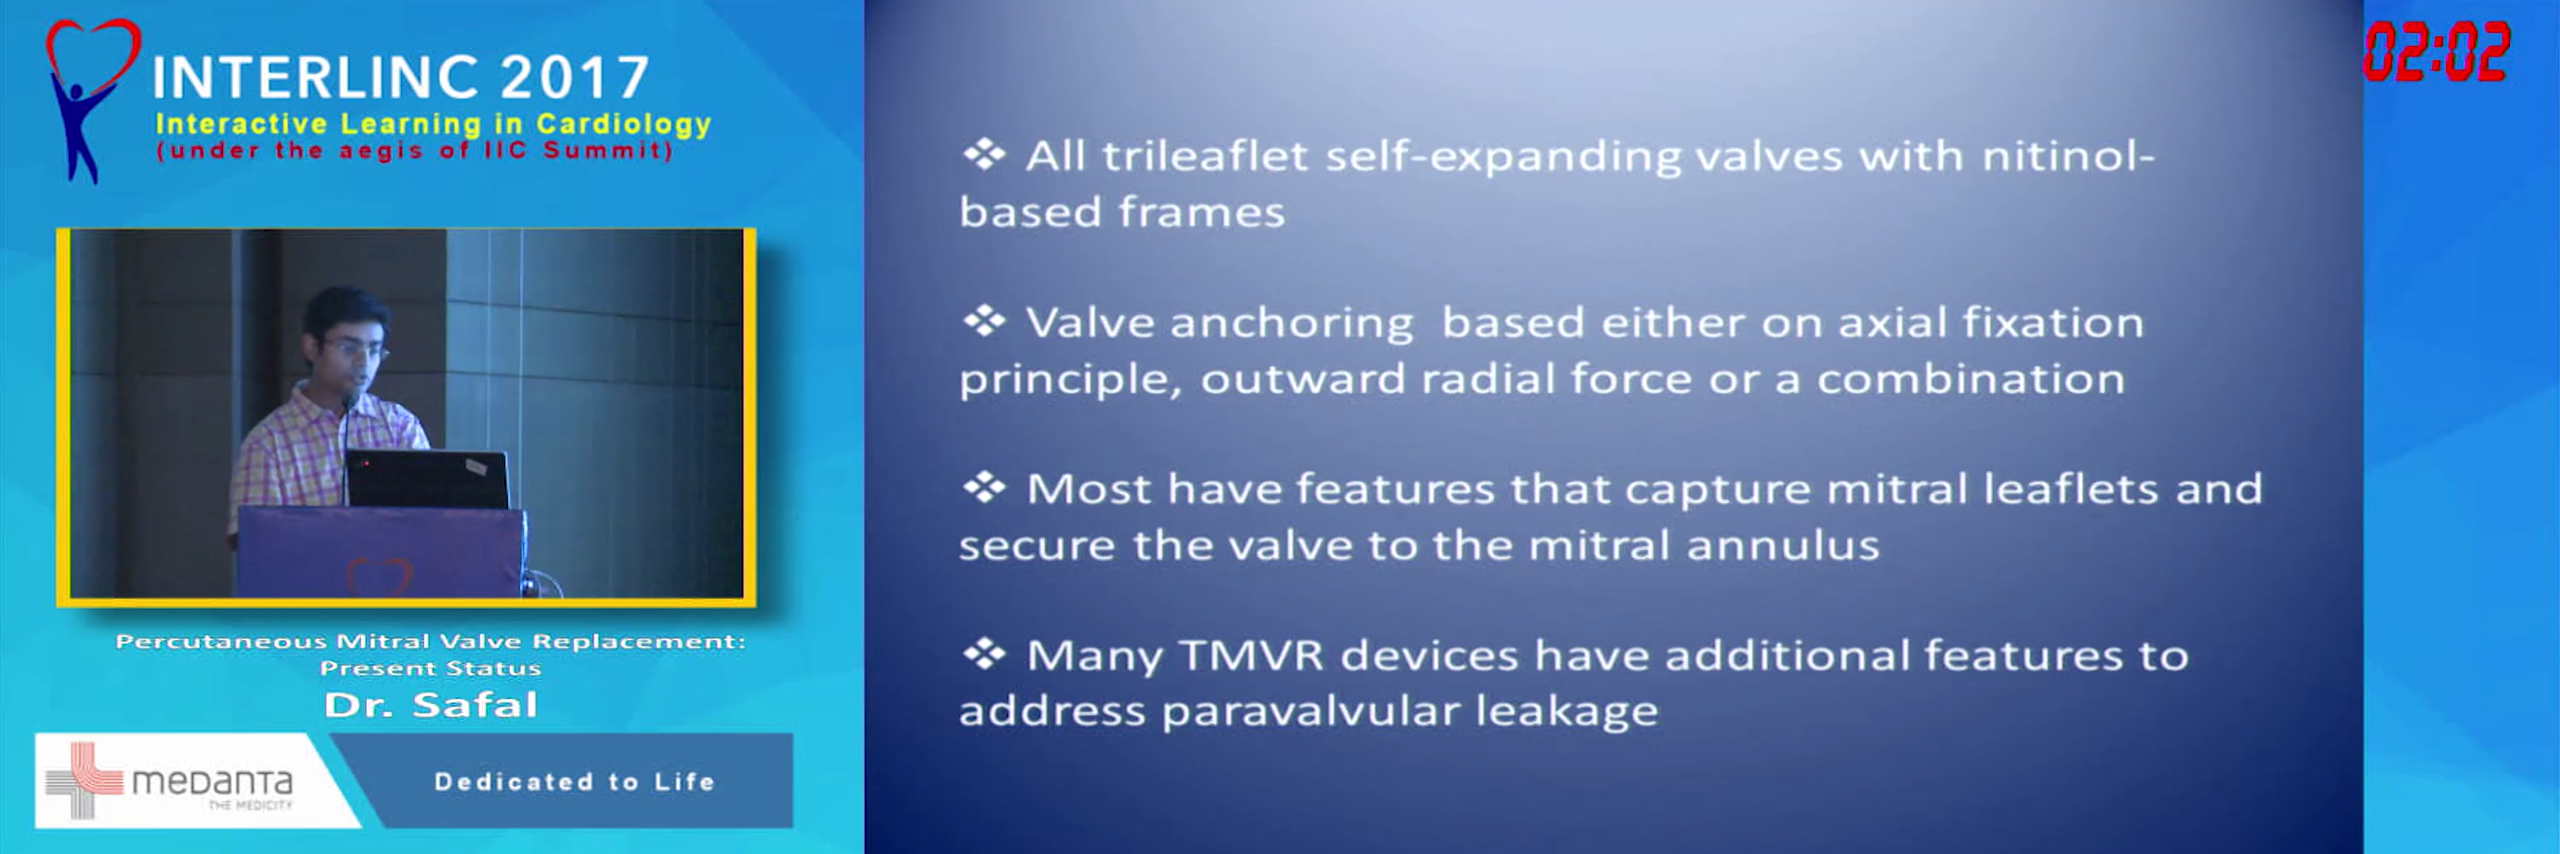 INTERLINC 2017
Interactive Learning in Cardiology
(under the aegis of IIC Summit)
Percutaneous Mitral Valve Replacement:
Present Status
Dr. Safal
меDаnта
THE MEDICITY
Dedicated to Life
❖ All trileaflet self-expanding valves with nitinol-
based frames
❖ Valve anchoring based either on axial fixation
principle, outward radial force or a combination
❖ Most have features that capture mitral leaflets and
secure the valve to the mitral annulus
❖ Many TMVR devices have additional features to
address paravalvular leakage
02:02